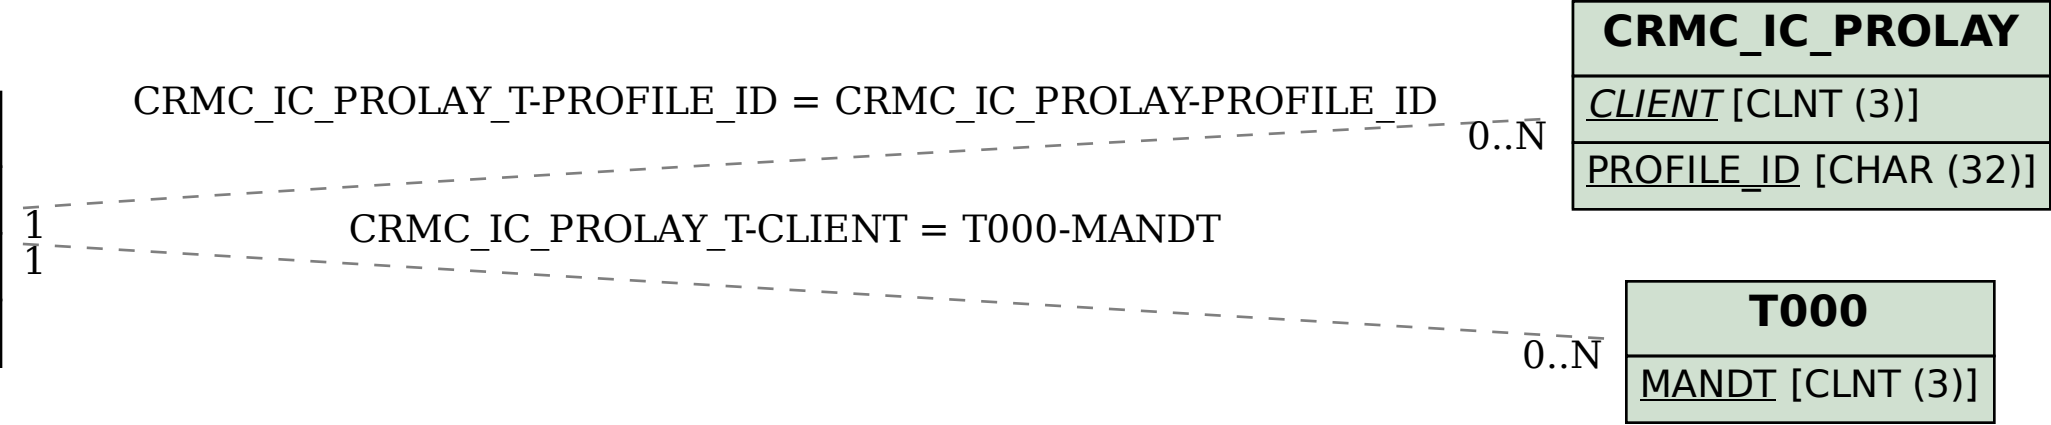 CRMC_IC_PROLAY
CLIENT [CLNT (3)]
PROFILE_ID [CHAR (32)]
CRMC_IC_PROLAY_T-PROFILE_ID = CRMC_IC_PROLAY-PROFILE_ID
0..N
1
CRMC_IC_PROLAY_T-CLIENT = T000-MANDT
1
0..N
T000
MANDT [CLNT (3)]